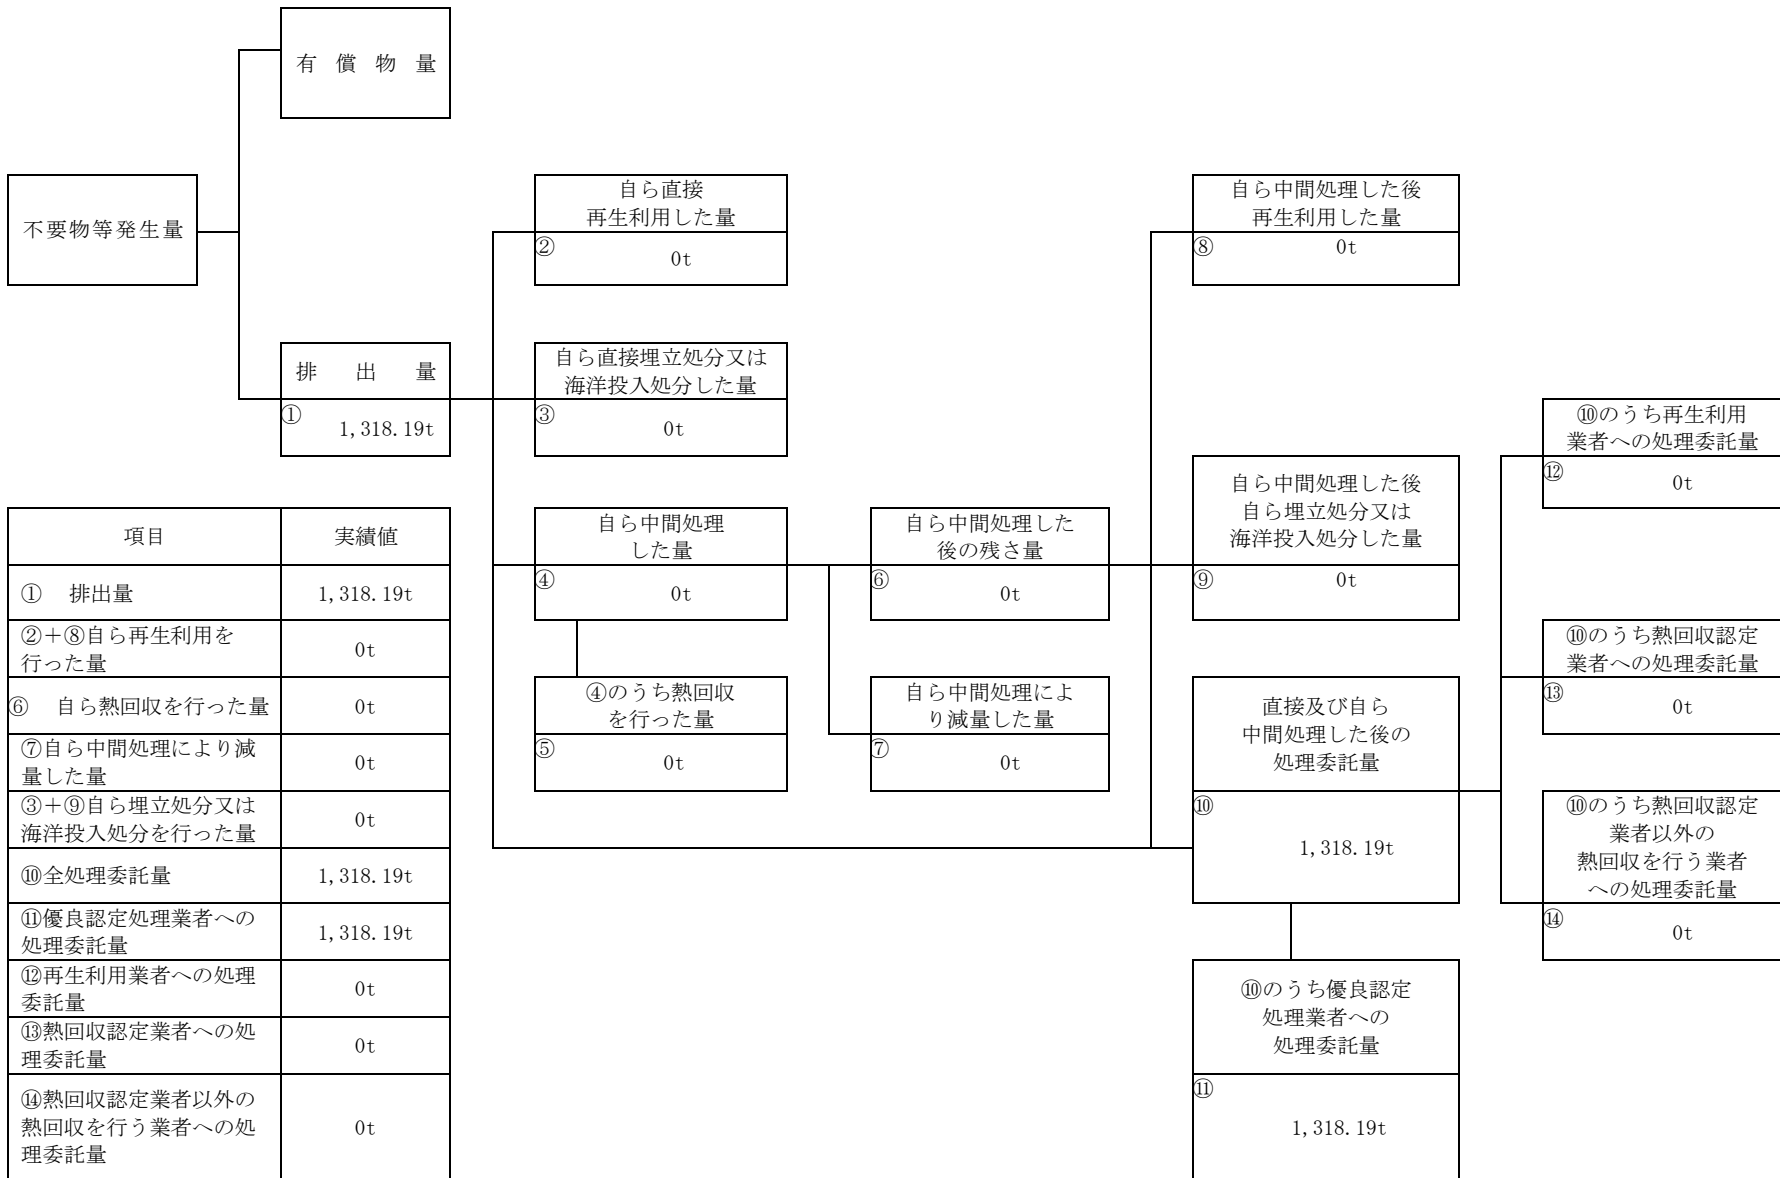 有 償 物 量
不要物等発生量
自ら直接
再生利用した量
② 0t
自ら中間処理した後
再生利用した量
⑧ 0t
排 出 量
① 1,318.19t
自ら直接埋立処分又は
海洋投入処分した量
③ 0t
⑩のうち再生利用
業者への処理委託量
⑫ 0t
自ら中間処理
した量
④ 0t
自ら中間処理した
後の残さ量
⑥ 0t
自ら中間処理した後
自ら埋立処分又は
海洋投入処分した量
⑨ 0t
⑩のうち熱回収認定
業者への処理委託量
⑬ 0t
④のうち熱回収
を行った量
⑤ 0t
自ら中間処理によ
り減量した量
⑦ 0t
直接及び自ら
中間処理した後の
処理委託量
⑩ 1,318.19t
⑩のうち熱回収認定
業者以外の
熱回収を行う業者
への処理委託量
⑭ 0t
⑩のうち優良認定
処理業者への
処理委託量
⑪ 1,318.19t
項目 実績値
① 排出量 1,318.19t
②+⑧自ら再生利用を
行った量 0t
⑥ 自ら熱回収を行った量 0t
⑦自ら中間処理により減
量した量 0t
③+⑨自ら埋立処分又は
海洋投入処分を行った量 0t
⑩全処理委託量 1,318.19t
⑪優良認定処理業者への
処理委託量 1,318.19t
⑫再生利用業者への処理
委託量 0t
⑬熱回収認定業者への処
理委託量 0t
⑭熱回収認定業者以外の
熱回収を行う業者への処
理委託量 0t